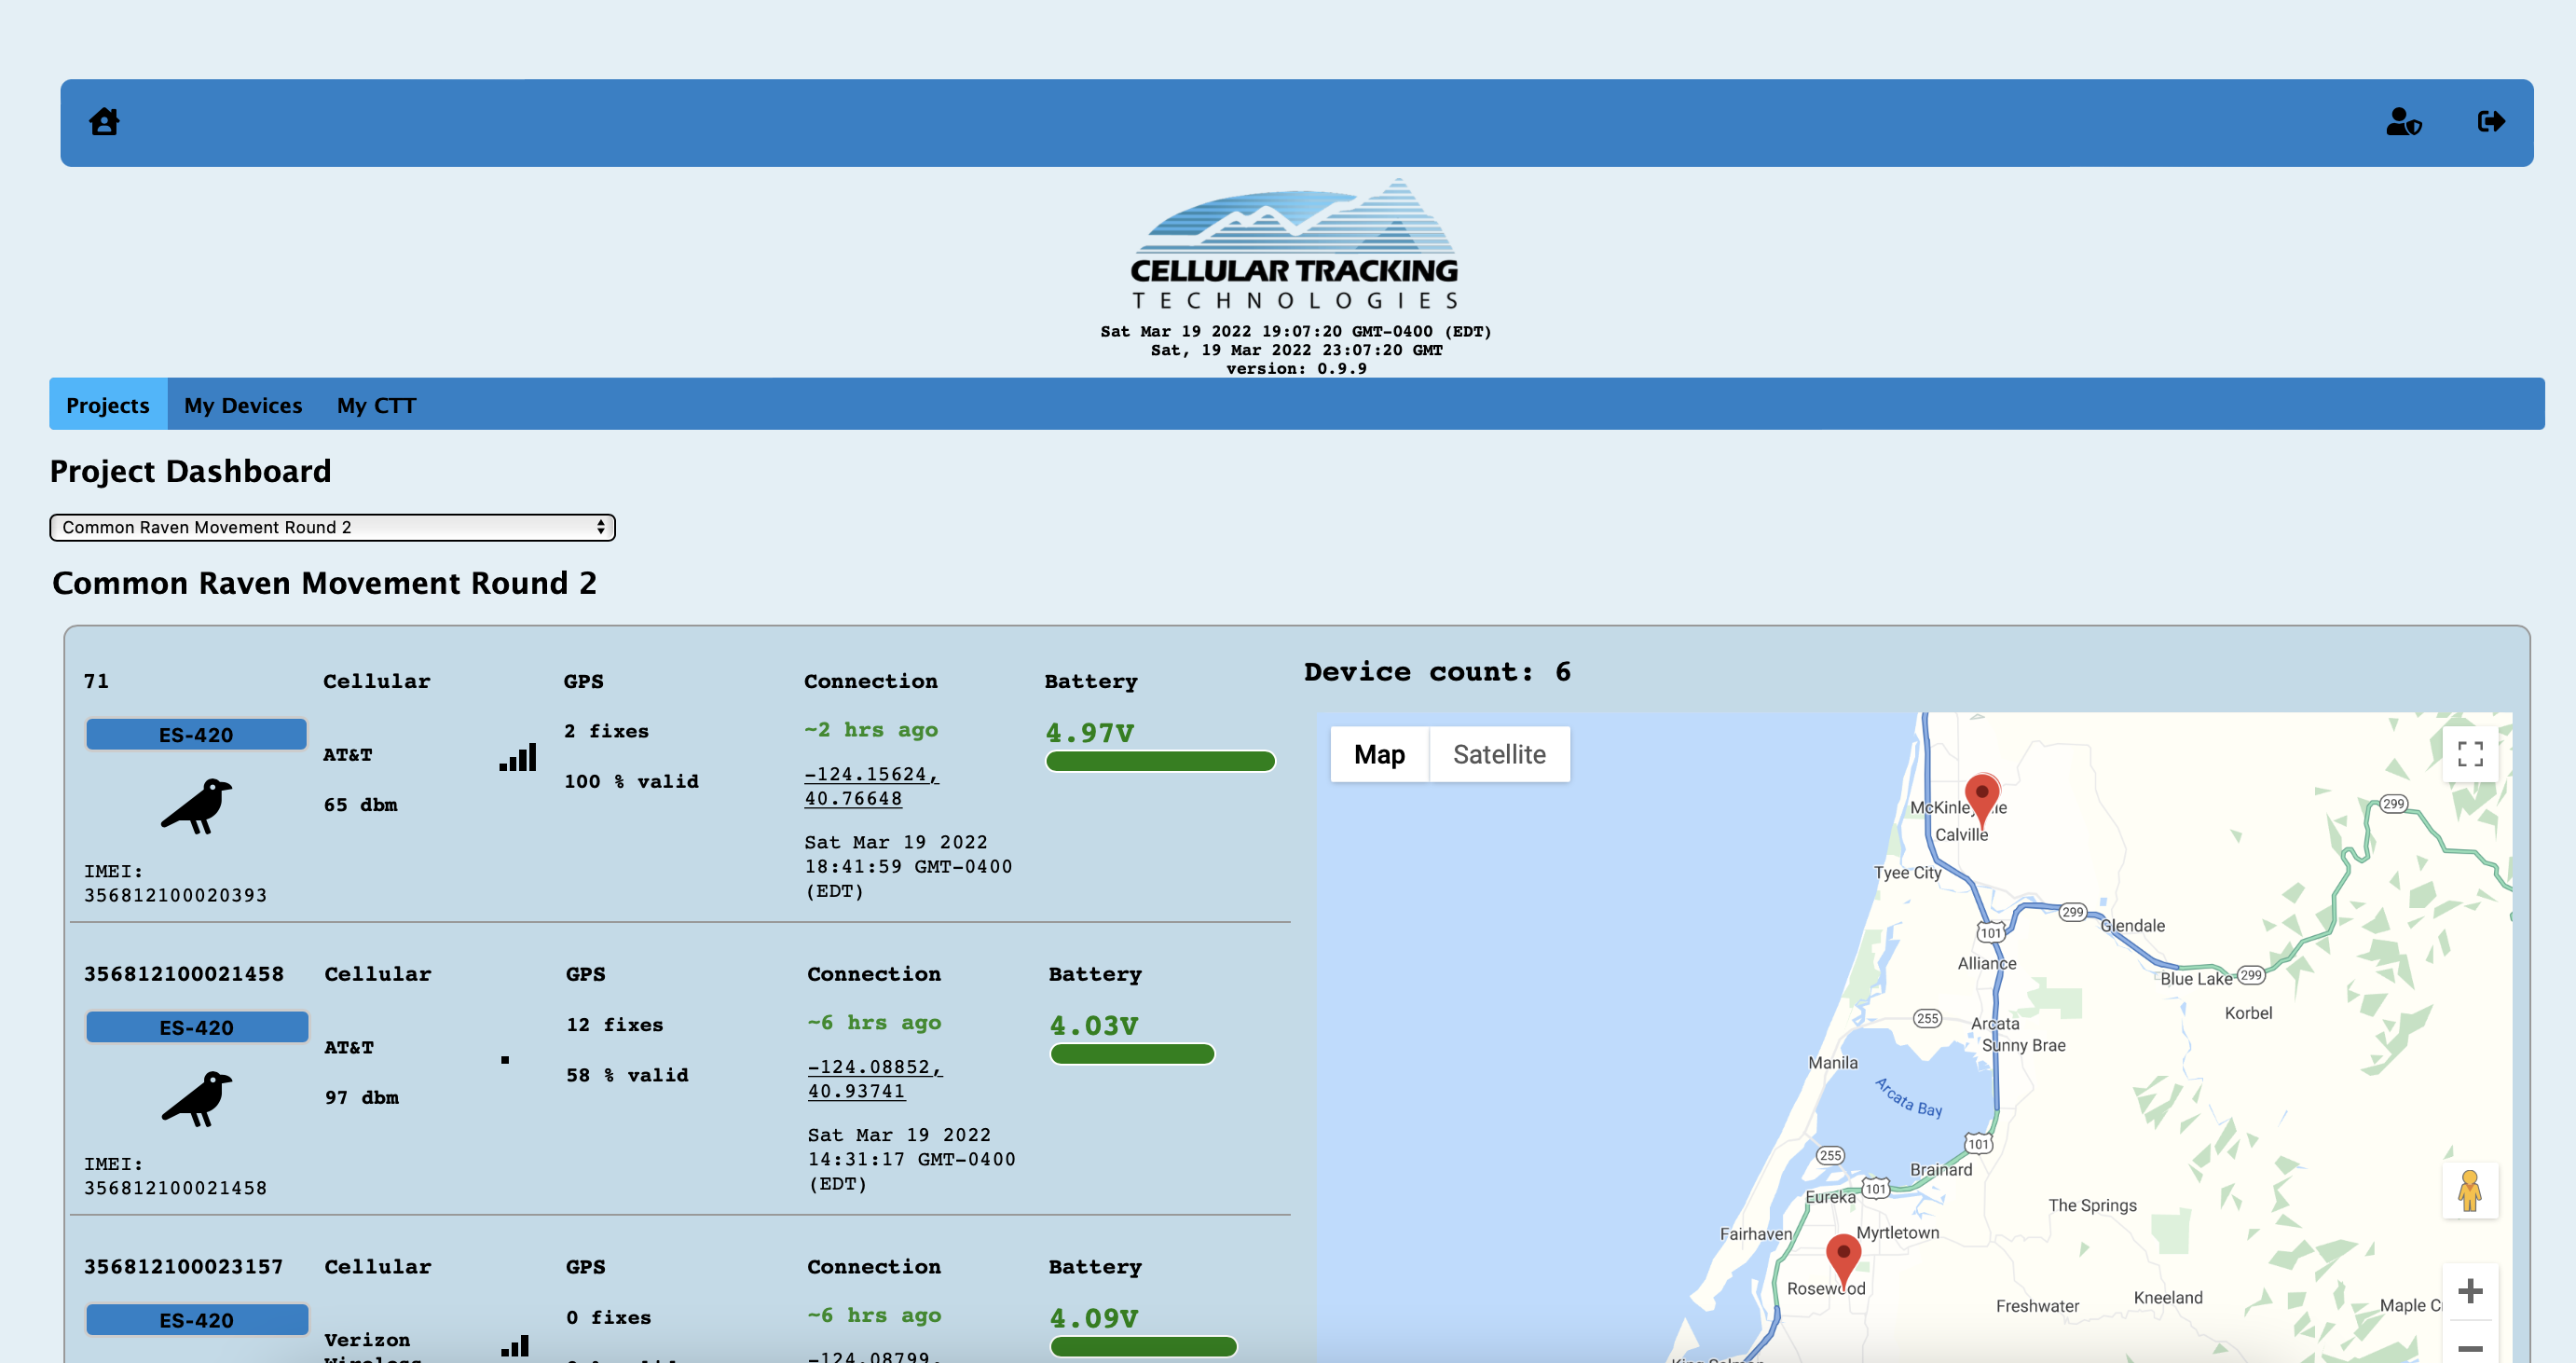 CELLULAR TRACKING
TECHNOLOGIES
Sat Mar 19 2022 19:07:20 GMT-0400 (EDT)
Sat, 19 Mar 2022 23:07:20 GMT
version: 0.9.9
Projects My Devices My CTT
Project Dashboard
Common Raven Movement Round 2
Common Raven Movement Round 2
71 Cellular GPS Connection Battery
ES-420
AT&T
65 dbm
2 fixes
100 % valid
~2 hrs ago
-124.15624,
40.76648
Sat Mar 19 2022
18:41:59 GMT-0400
(EDT)
4.97V
IMEI:
356812100020393
356812100021458 Cellular GPS Connection Battery
ES-420
AT&T
97 dbm
12 fixes
58 % valid
~6 hrs ago
-124.08852,
40.93741
Sat Mar 19 2022
14:31:17 GMT-0400
(EDT)
4.03V
IMEI:
356812100021458
356812100023157 Cellular GPS Connection Battery
ES-420
Verizon
Wireless
0 fixes
~6 hrs ago
-124.08799,
4.09V
Device count: 6
Map Satellite
299
Calville
Tyee City
299
Glendale
101
Alliance
Blue Lake 299
Korbel
255
Arcata
Sunny Brae
Manila
Arcata Bay
101
255
Brainard
Eureka 101
The Springs
Fairhaven
Myrtletown
Rosewood
Freshwater
Kneeland
Maple C